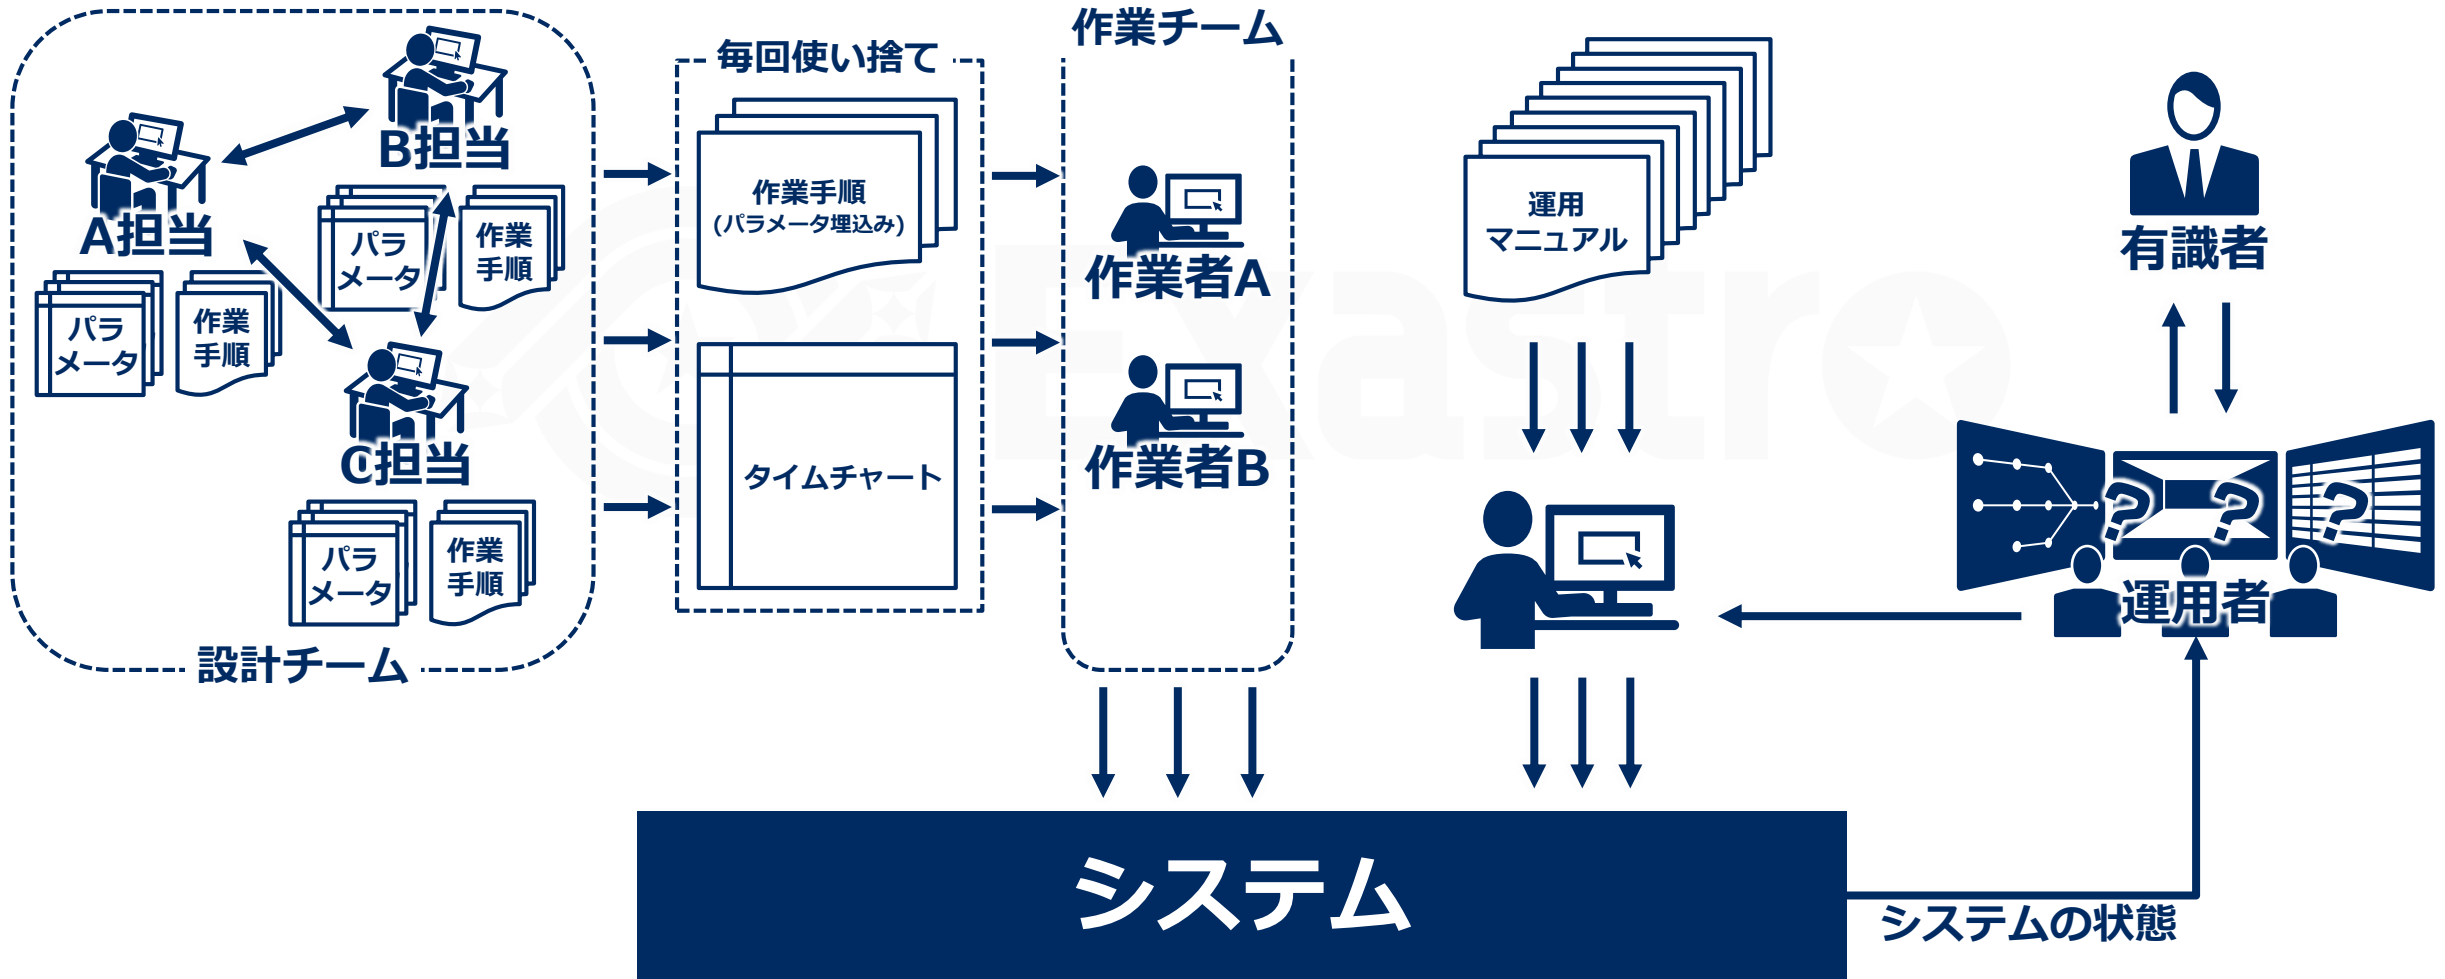 B担当
パラ
メータ
作業
手順
A担当
パラ
メータ
作業
手順
C担当
パラ
メータ
作業
手順
設計チーム
毎回使い捨て
作業手順
(パラメータ埋込み)
タイムチャート
作業チーム
作業者A
作業者B
運用
マニュアル
有識者
?
?
?
運用者
Exastro
システム
システムの状態